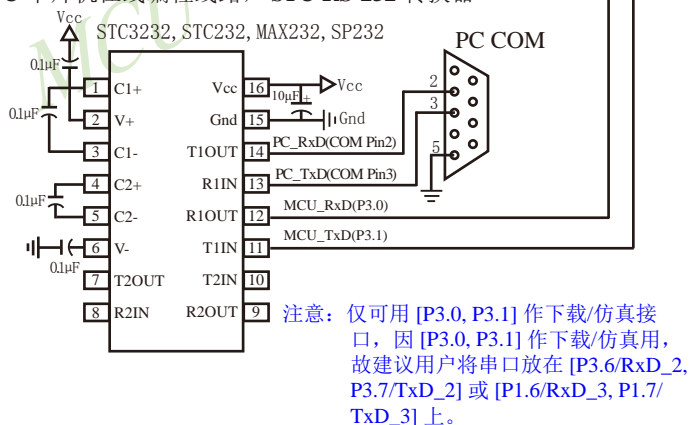 Vcc
STC3232, STC232, MAX232, SP232
PC COM
MCU
0.1μF
0.1μF
0.1μF
0.1μF
1 C1+
2 V+
3 C1-
4 C2+
5 C2-
6 V-
7 T2OUT
8 R2IN
Vcc 16
Gnd 15
T1OUT 14
R1IN 13
R1OUT 12
T1IN 11
T2IN 10
R2OUT 9
Vcc
10μF +
Gnd
PC_RxD(COM Pin2)
PC_TxD(COM Pin3)
MCU_RxD(P3.0)
MCU_TxD(P3.1)
2
3
5
注意：仅可用 [P3.0, P3.1] 作下载/仿真接
口，因 [P3.0, P3.1] 作下载/仿真用，
故建议用户将串口放在 [P3.6/RxD_2,
P3.7/TxD_2] 或 [P1.6/RxD_3, P1.7/
TxD_3] 上。